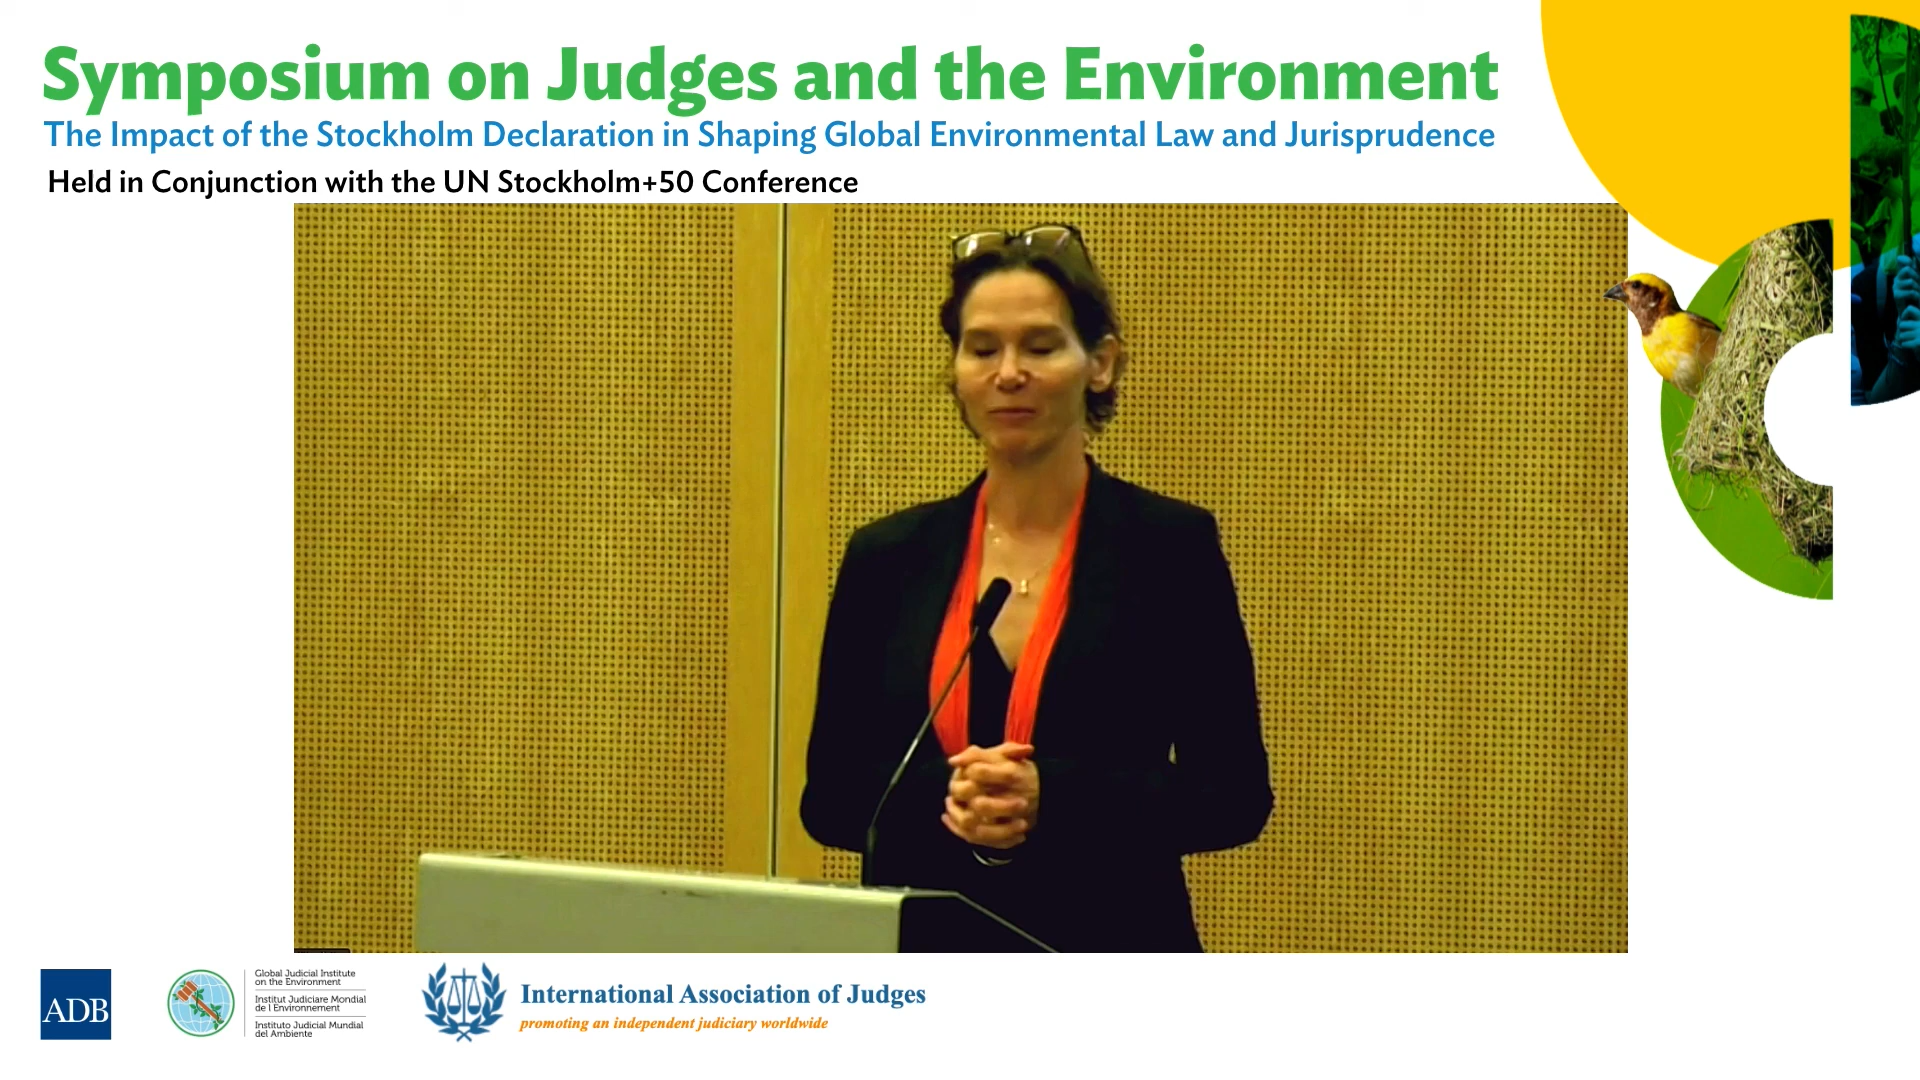 Symposium on Judges and the Environment
The Impact of the Stockholm Declaration in Shaping Global Environmental Law and Jurisprudence
Held in Conjunction with the UN Stockholm+50 Conference
ADB
Global Judicial Institute
on the Environment
Institut Judiciare Mondial
de l Environnement
Instituto Judicial Mundial
del Ambiente
International Association of Judges
promoting an independent judiciary worldwide